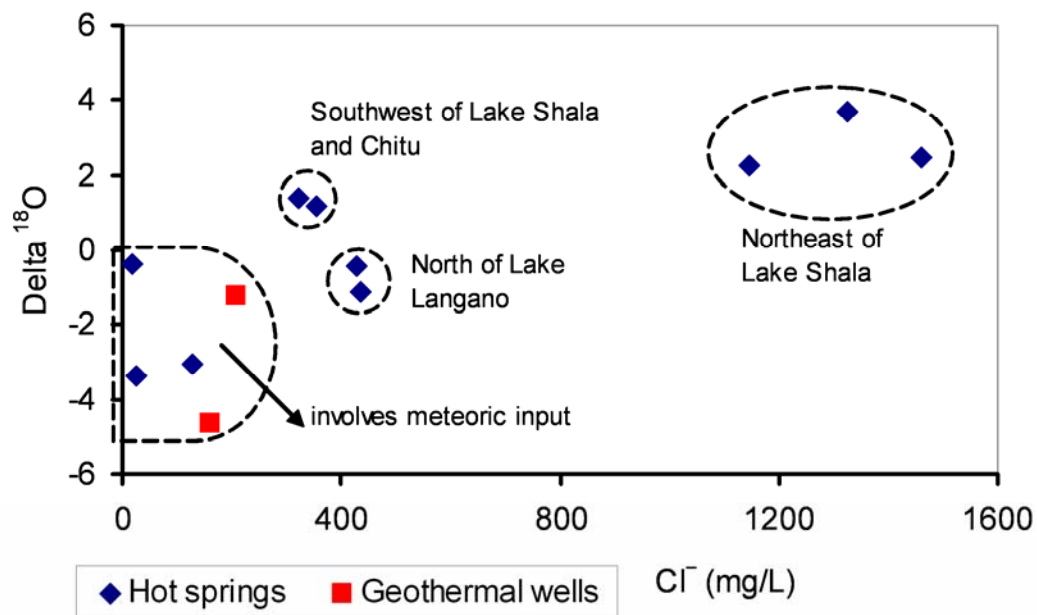 6
4
2
0
-2
-4
-6
Delta ¹⁸O
Southwest of Lake Shala
and Chitu
North of Lake
Langano
Northeast of
Lake Shala
involves meteoric input
0
400
800
1200
1600
Cl⁻ (mg/L)
Hot springs
Geothermal wells